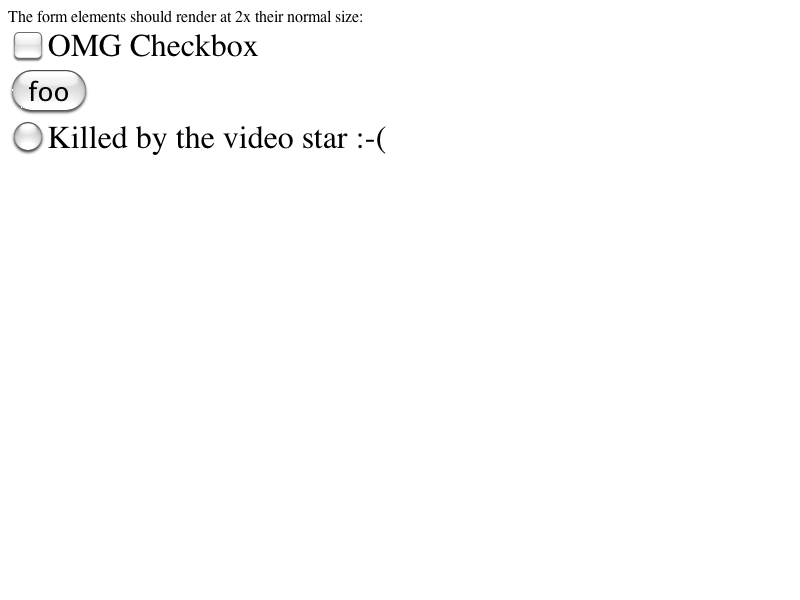 The form elements should render at 2x their normal size:
OMG Checkbox
foo
Killed by the video star :-(